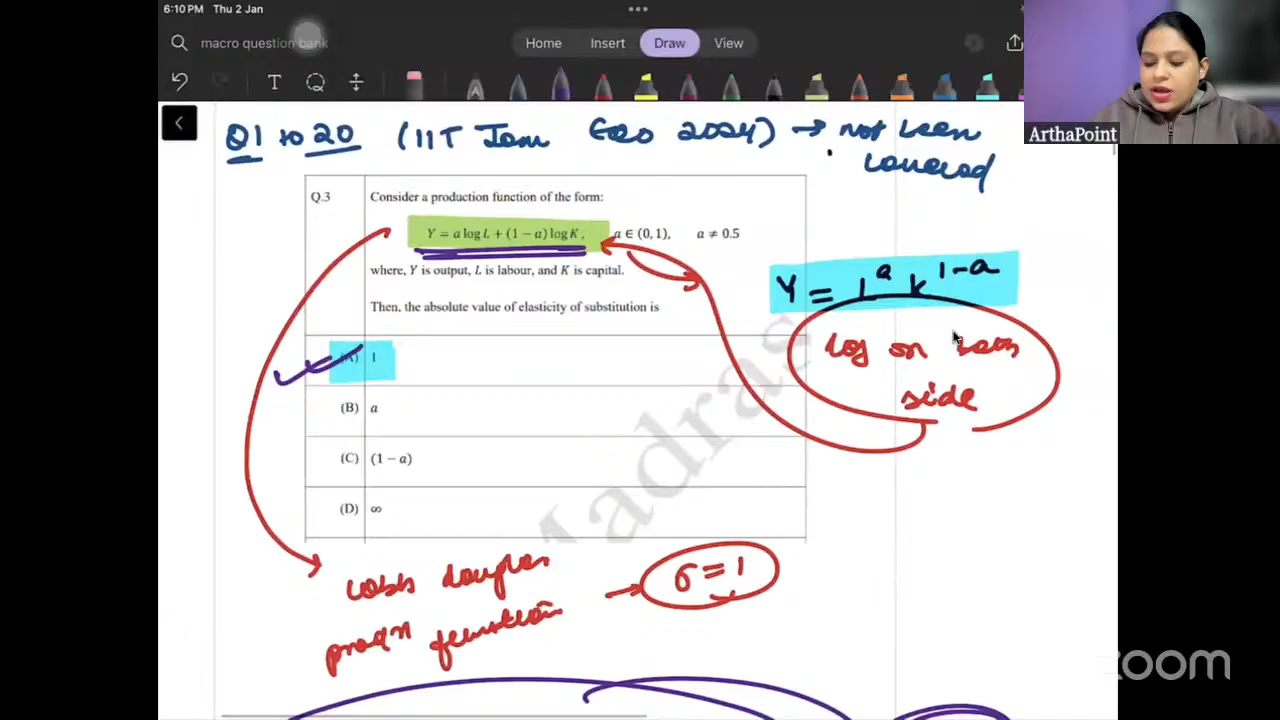 6:10 PM Thu 2 Jan
macro question bank
Home Insert Draw View
Q1 to 20 (IIT Jam Eco 2024) → not been covered
ArthaPoint
Q.3 Consider a production function of the form:
Y = a log L + (1 − a) log K, a ∈ (0, 1), a ≠ 0.5
where, Y is output, L is labour, and K is capital.
Then, the absolute value of elasticity of substitution is
(A) 1
(B) a
(C) (1 − a)
(D) ∞
Y = L^a K^1-a
Log on both
side
Madras
cobb douglas
prodn function
→ σ = 1
zoom